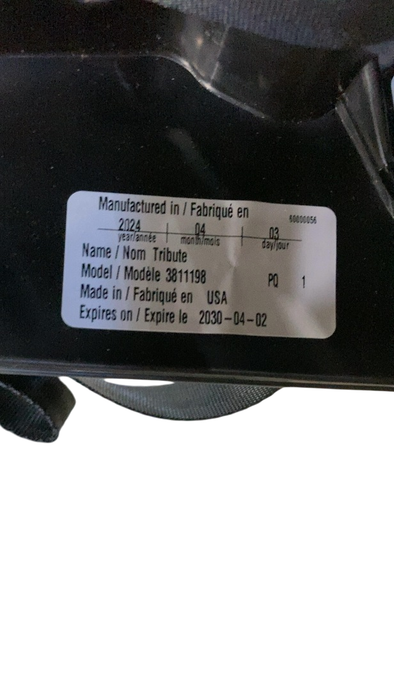 Manufactured in / Fabriqué en 60000056
2024 | 04 | 03
year/année month/mois day/jour
Name / Nom Tribute
Model / Modèle 3811198 PQ 1
Made in / Fabriqué en USA
Expires on / Expire le 2030-04-02